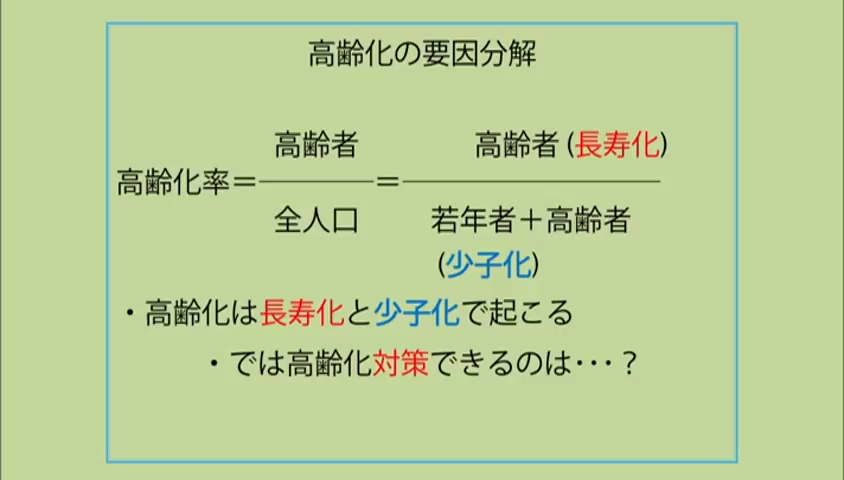 高齢化の要因分解
高齢者 高齢者(長寿化)
高齢化率＝――――＝―――――――――
全人口 若年者＋高齢者
(少子化)
・高齢化は長寿化と少子化で起こる
・では高齢化対策できるのは･･･？